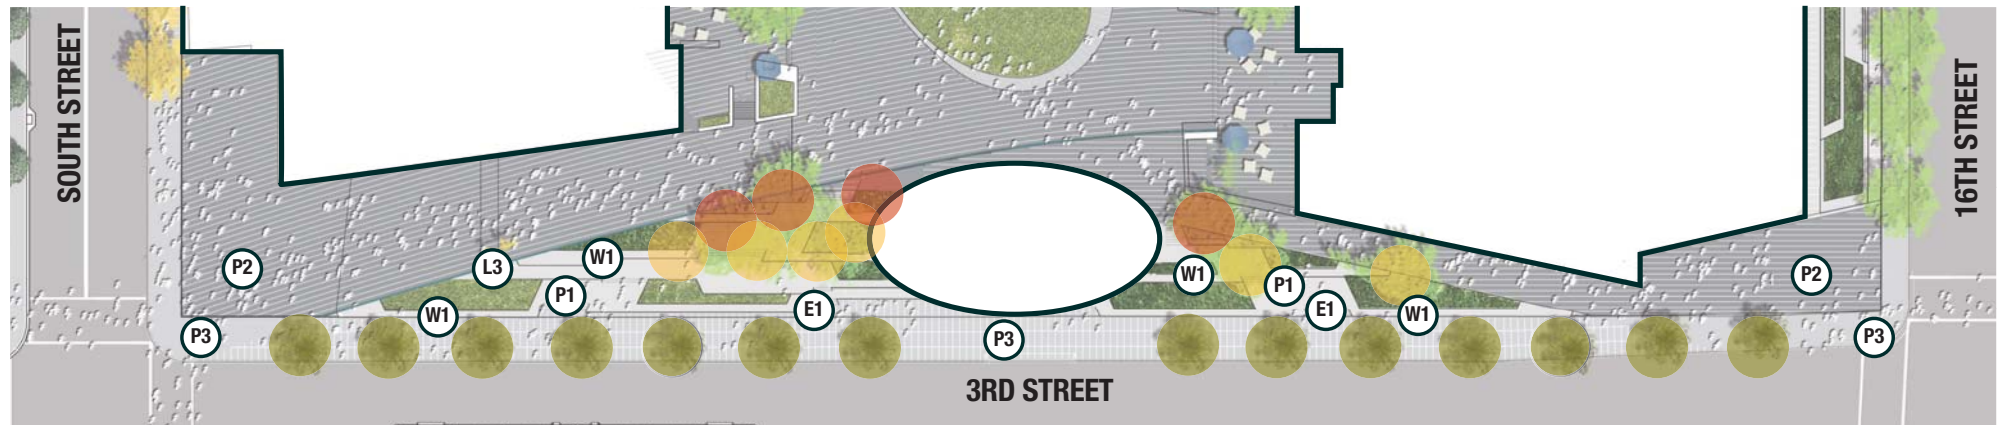 SOUTH STREET
16TH STREET
P2
L3
W1
P1
W1
P3
E1
P3
W1
P1
E1
W1
P2
P3
3RD STREET